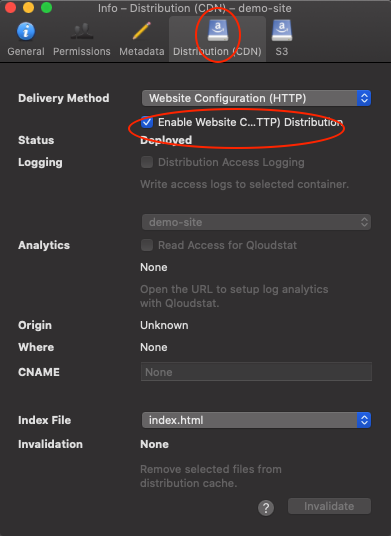 Info – Distribution (CDN) – demo-site
General
Permissions
Metadata
Distribution (CDN)
S3
Delivery Method
Website Configuration (HTTP)
Enable Website C...TTP) Distribution
Status
Deployed
Logging
Distribution Access Logging
Write access logs to selected container.
demo-site
Analytics
Read Access for Qloudstat
None
Open the URL to setup log analytics
with Qloudstat.
Origin
Unknown
Where
None
CNAME
None
Index File
index.html
Invalidation
None
Remove selected files from
distribution cache.
?
Invalidate